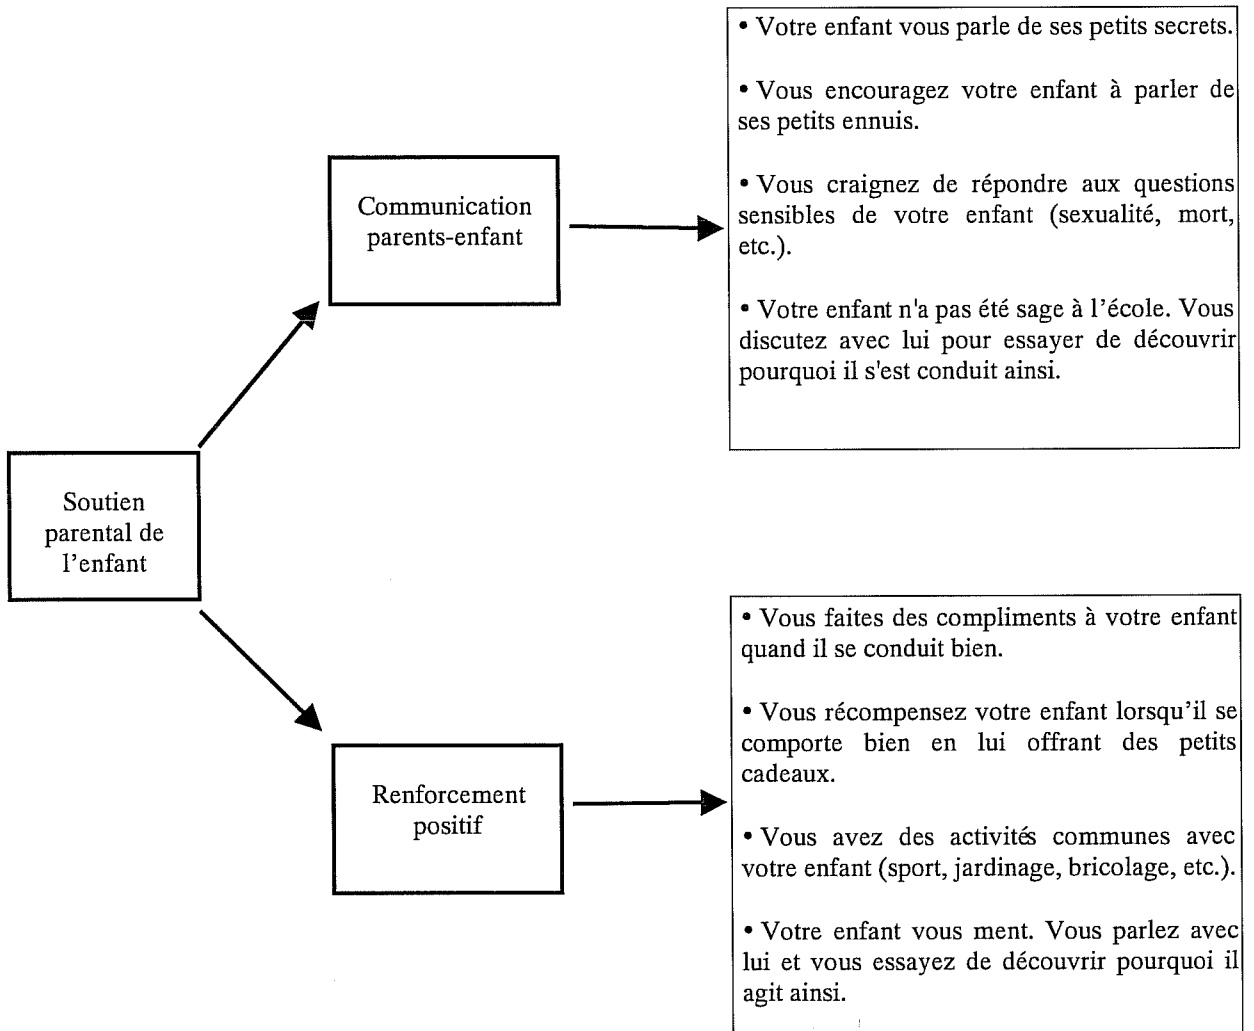 Soutien
parental de
l'enfant
Communication
parents-enfant
• Votre enfant vous parle de ses petits secrets.
• Vous encouragez votre enfant à parler de
ses petits ennuis.
• Vous craignez de répondre aux questions
sensibles de votre enfant (sexualité, mort,
etc.).
• Votre enfant n'a pas été sage à l'école. Vous
discutez avec lui pour essayer de découvrir
pourquoi il s'est conduit ainsi.
Renforcement
positif
• Vous faites des compliments à votre enfant
quand il se conduit bien.
• Vous récompensez votre enfant lorsqu'il se
comporte bien en lui offrant des petits
cadeaux.
• Vous avez des activités communes avec
votre enfant (sport, jardinage, bricolage, etc.).
• Votre enfant vous ment. Vous parlez avec
lui et vous essayez de découvrir pourquoi il
agit ainsi.